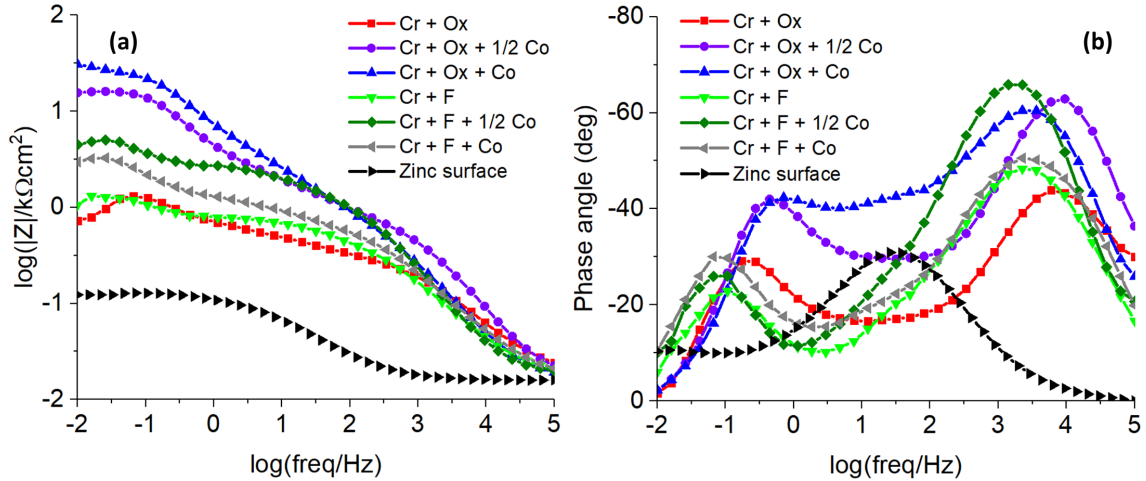 (a)
Cr + Ox
Cr + Ox + 1/2 Co
Cr + Ox + Co
Cr + F
Cr + F + 1/2 Co
Cr + F + Co
Zinc surface
log(|Z|/kΩcm2)
2
1
0
-1
-2
-2 -1 0 1 2 3 4 5
log(freq/Hz)
(b)
Cr + Ox
Cr + Ox + 1/2 Co
Cr + Ox + Co
Cr + F
Cr + F + 1/2 Co
Cr + F + Co
Zinc surface
Phase angle (deg)
-80
-60
-40
-20
0
-2 -1 0 1 2 3 4 5
log(freq/Hz)